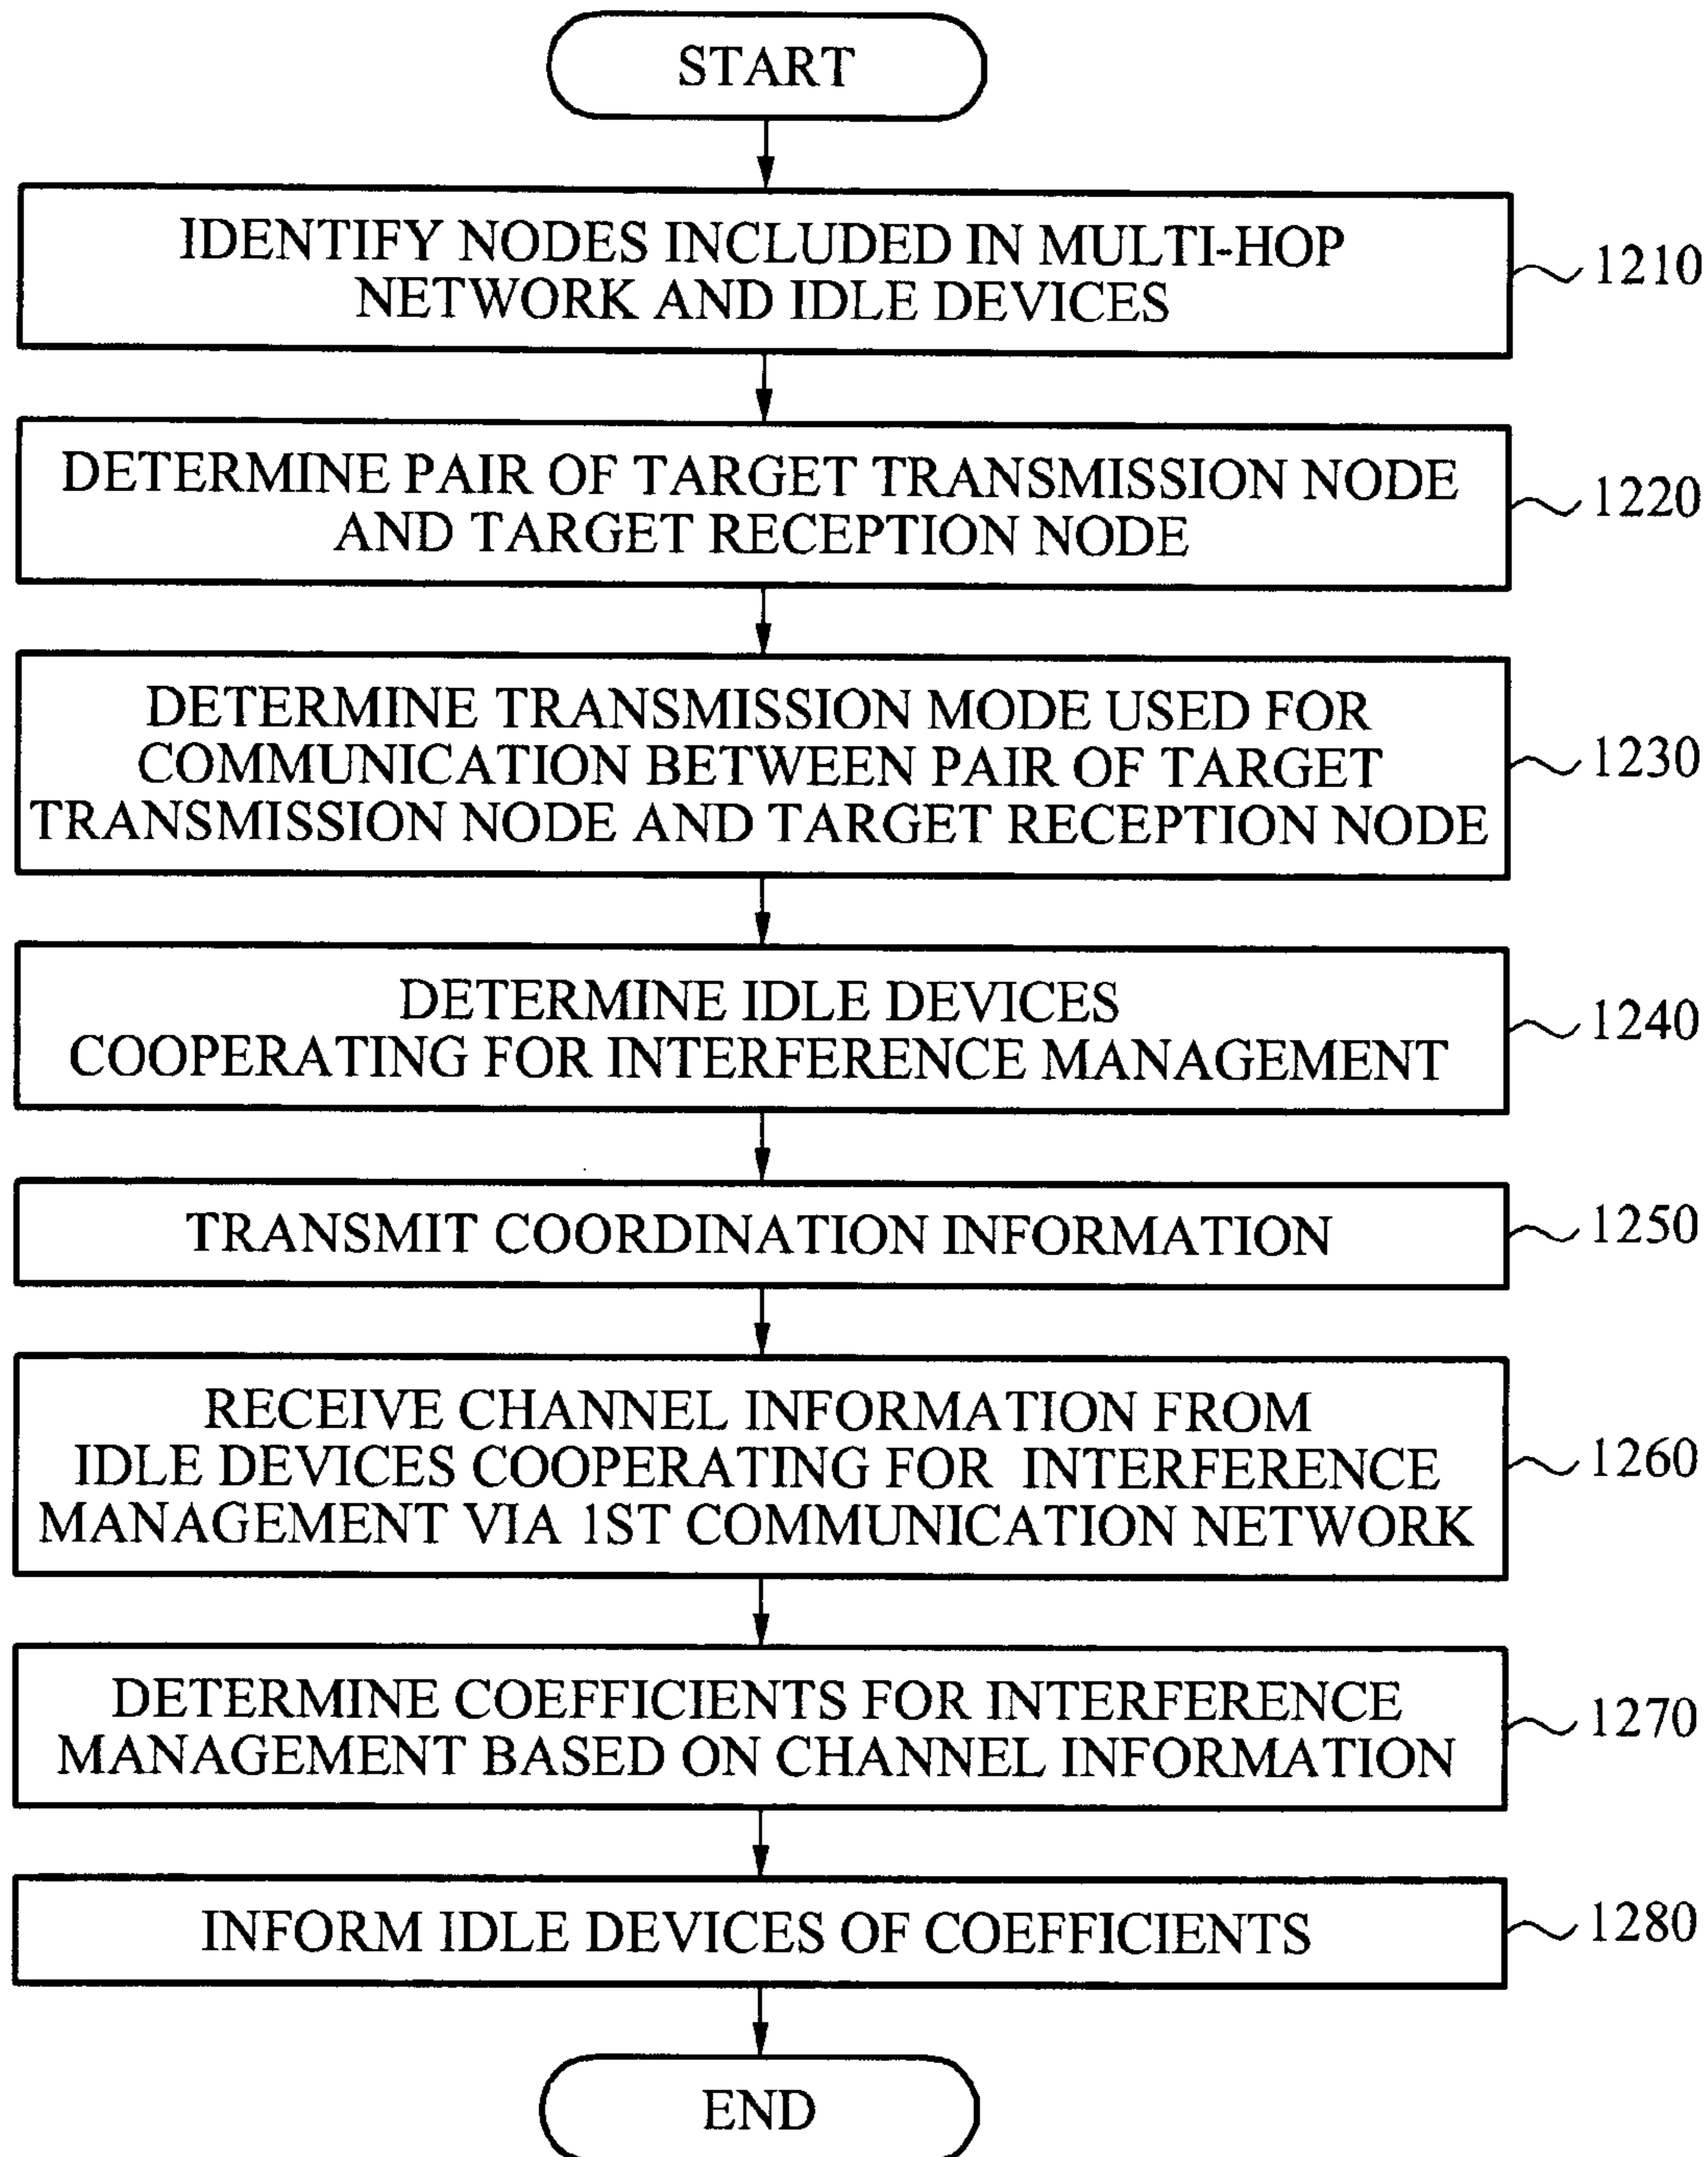 START
IDENTIFY NODES INCLUDED IN MULTI-HOP
NETWORK AND IDLE DEVICES
1210
DETERMINE PAIR OF TARGET TRANSMISSION NODE
AND TARGET RECEPTION NODE
1220
DETERMINE TRANSMISSION MODE USED FOR
COMMUNICATION BETWEEN PAIR OF TARGET
TRANSMISSION NODE AND TARGET RECEPTION NODE
1230
DETERMINE IDLE DEVICES
COOPERATING FOR INTERFERENCE MANAGEMENT
1240
TRANSMIT COORDINATION INFORMATION
1250
RECEIVE CHANNEL INFORMATION FROM
IDLE DEVICES COOPERATING FOR INTERFERENCE
MANAGEMENT VIA 1ST COMMUNICATION NETWORK
1260
DETERMINE COEFFICIENTS FOR INTERFERENCE
MANAGEMENT BASED ON CHANNEL INFORMATION
1270
INFORM IDLE DEVICES OF COEFFICIENTS
1280
END